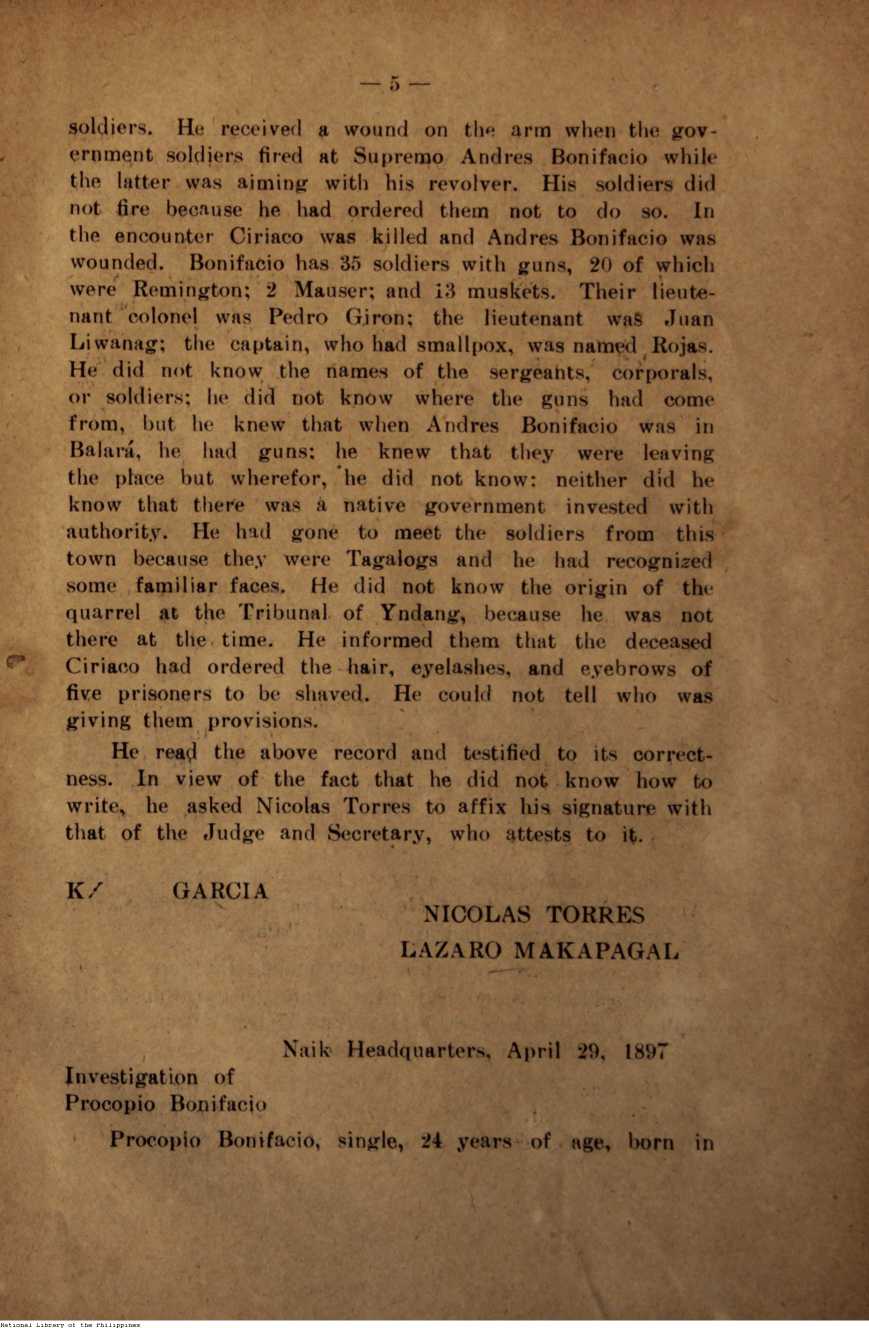 — 5 —
soldiers. He received a wound on the arm when the gov-
ernment soldiers fired at Supremo Andres Bonifacio while
the latter was aiming with his revolver. His soldiers did
not fire because he had ordered them not to do so. In
the encounter Ciriaco was killed and Andres Bonifacio was
wounded. Bonifacio has 35 soldiers with guns, 20 of which
were Remington; 2 Mauser; and 13 muskets. Their lieute-
nant colonel was Pedro Giron; the lieutenant was Juan
Liwanag; the captain, who had smallpox, was named Rojas.
He did not know the names of the sergeants, corporals,
or soldiers; he did not know where the guns had come
from, but he knew that when Andres Bonifacio was in
Balará, he had guns; he knew that they were leaving
the place but wherefor, he did not know: neither did he
know that there was a native government invested with
authority. He had gone to meet the soldiers from this
town because they were Tagalogs and he had recognized
some familiar faces. He did not know the origin of the
quarrel at the Tribunal of Yndang, because he was not
there at the time. He informed them that the deceased
Ciriaco had ordered the hair, eyelashes, and eyebrows of
five prisoners to be shaved. He could not tell who was
giving them provisions.
He read the above record and testified to its correct-
ness. In view of the fact that he did not know how to
write, he asked Nicolas Torres to affix his signature with
that of the Judge and Secretary, who attests to it.
K/ GARCIA
NICOLAS TORRES
LAZARO MAKAPAGAL
Naik Headquarters, April 29, 1897
Investigation of
Procopio Bonifacio
Procopio Bonifacio, single, 24 years of age, born in
National Library of the Philippines